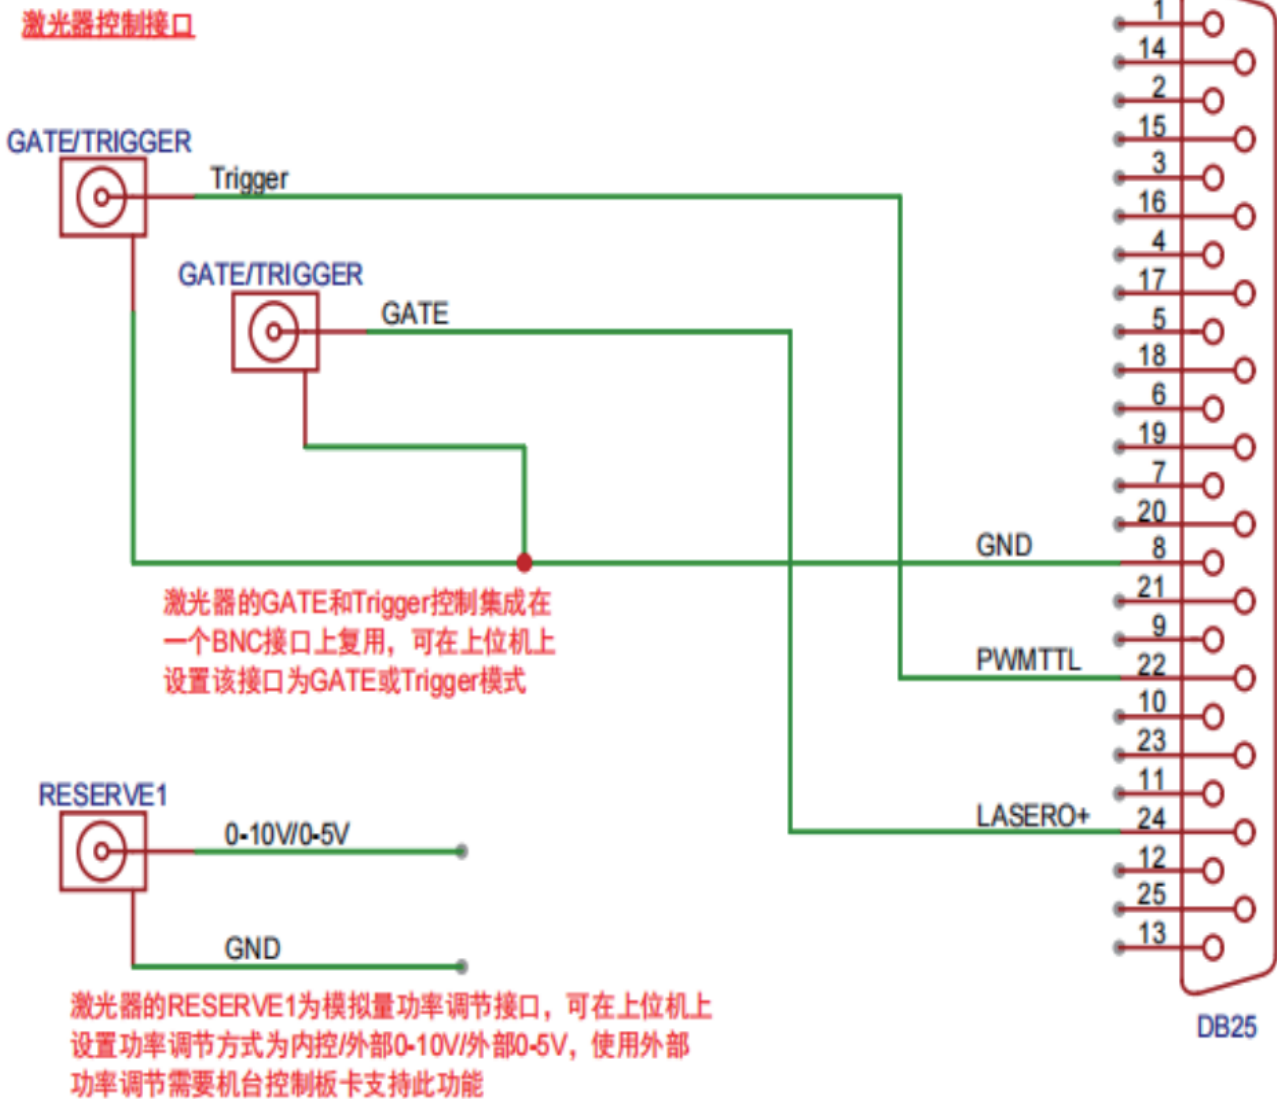 激光器控制接口
1
14
2
15
GATE/TRIGGER
3
Trigger
16
4
GATE/TRIGGER
17
GATE
5
18
6
19
7
20
GND
8
激光器的GATE和Trigger控制集成在
21
一个BNC接口上复用，可在上位机上
9
设置该接口为GATE或Trigger模式
PWMTTL
22
10
23
RESERVE1
11
0-10V/0-5V
LASERO+
24
12
25
GND
13
激光器的RESERVE1为模拟量功率调节接口，可在上位机上
DB25
设置功率调节方式为内控/外部0-10V/外部0-5V，使用外部
功率调节需要机台控制板卡支持此功能